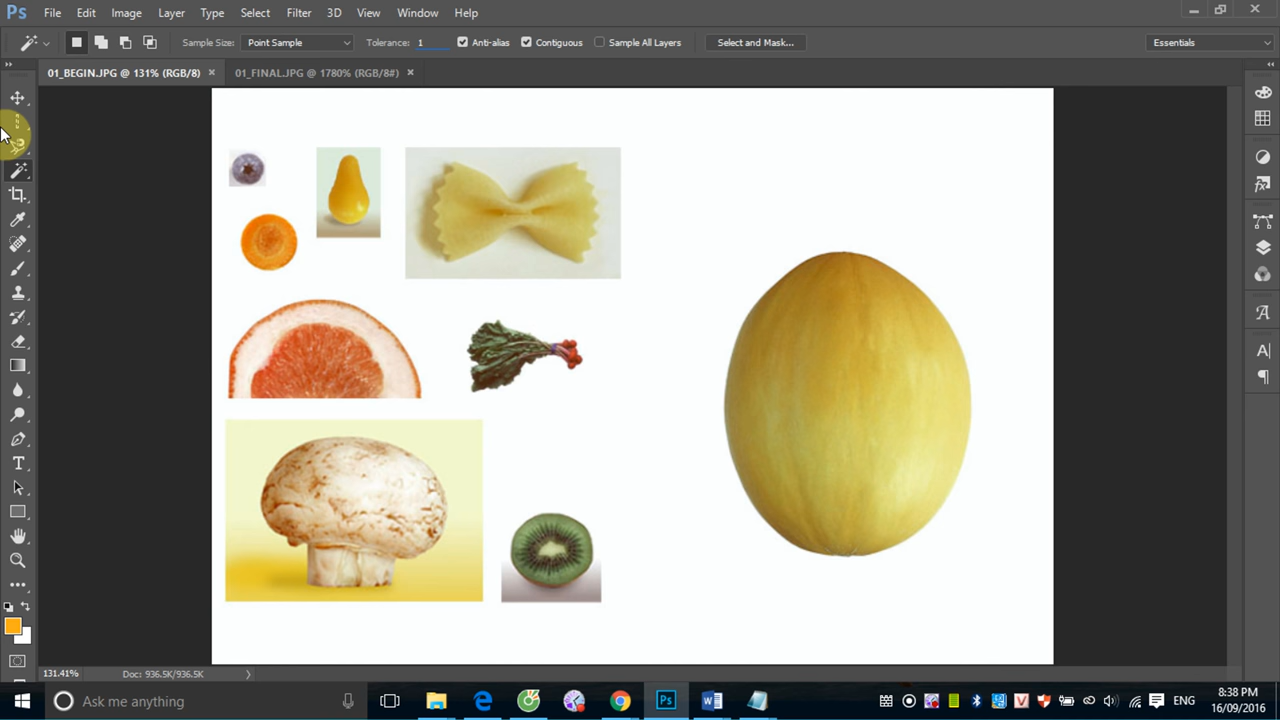 Ps File Edit Image Layer Type Select Filter 3D View Window Help
Sample Size: Point Sample Tolerance: 1 Anti-alias Contiguous Sample All Layers Select and Mask... Essentials
01_BEGIN.JPG @ 131% (RGB/8) × 01_FINAL.JPG @ 1780% (RGB/8#) ×
131.41% Doc: 936.5K/936.5K
Ask me anything Ps ENG 8:38 PM
16/09/2016